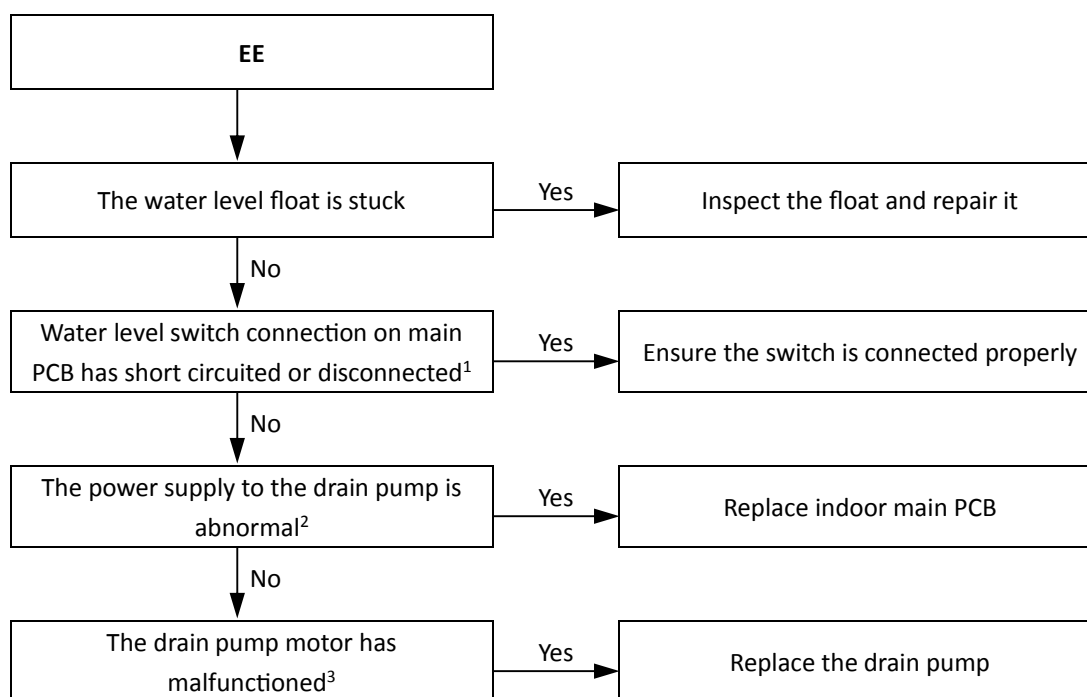 EE
The water level float is stuck
Yes
Inspect the float and repair it
No
Water level switch connection on main
PCB has short circuited or disconnected¹
Yes
Ensure the switch is connected properly
No
The power supply to the drain pump is
abnormal²
Yes
Replace indoor main PCB
No
The drain pump motor has
malfunctioned³
Yes
Replace the drain pump